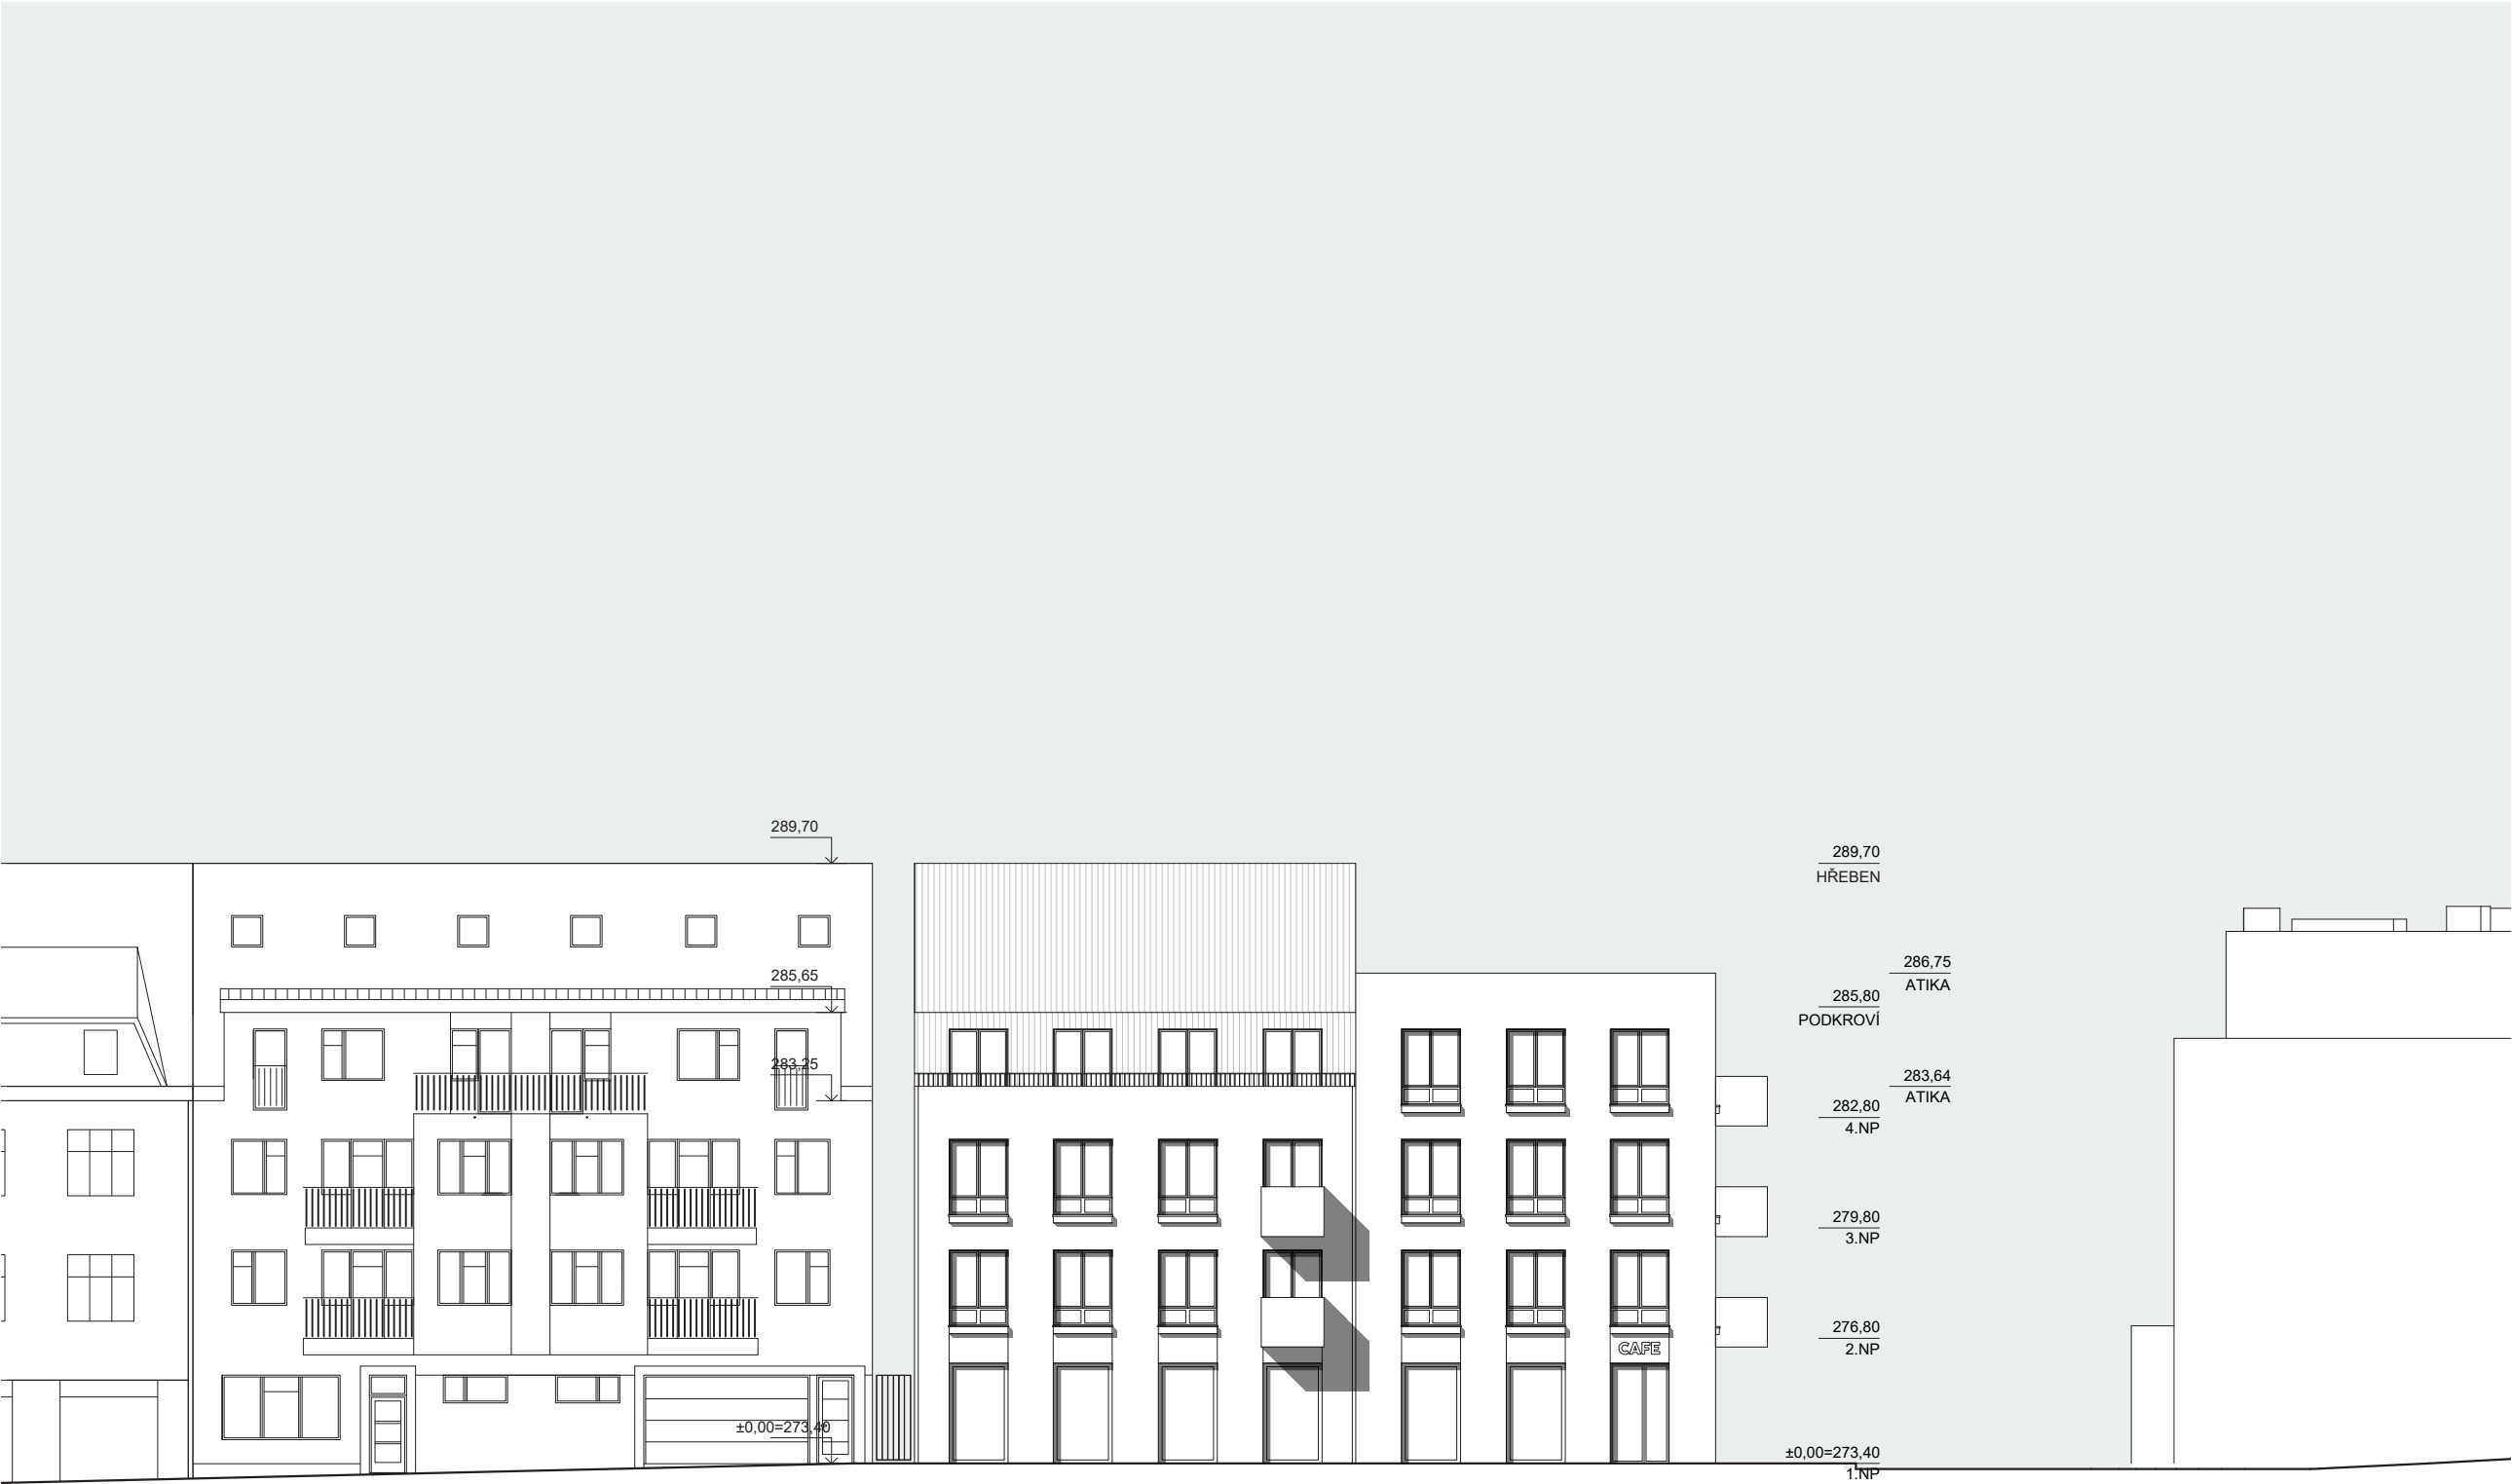 289,70
289,70
HŘEBEN
286,75
ATIKA
285,65
285,80
PODKROVÍ
283,25
283,64
ATIKA
282,80
4.NP
279,80
3.NP
276,80
2.NP
CAFE
±0,00=273,40
±0,00=273,40
1.NP